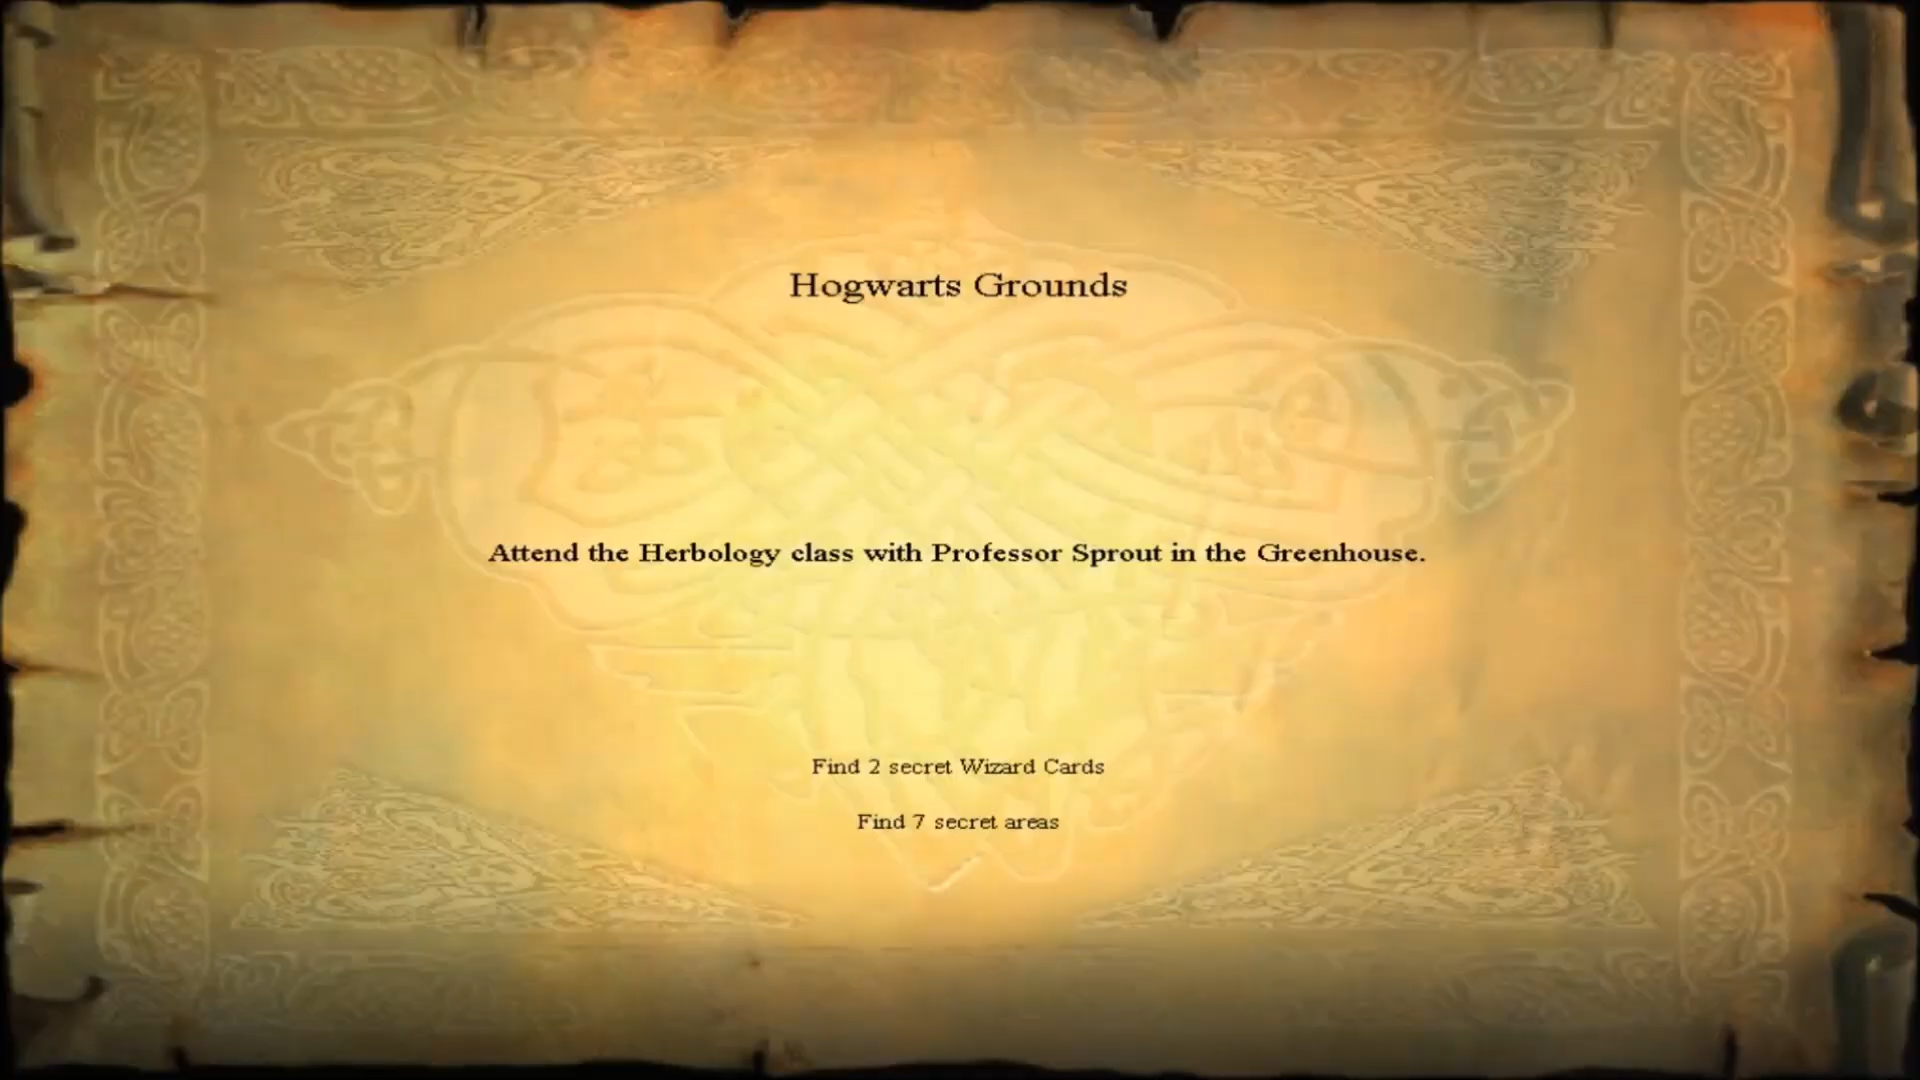 Hogwarts Grounds
Attend the Herbology class with Professor Sprout in the Greenhouse.
Find 2 secret Wizard Cards
Find 7 secret areas